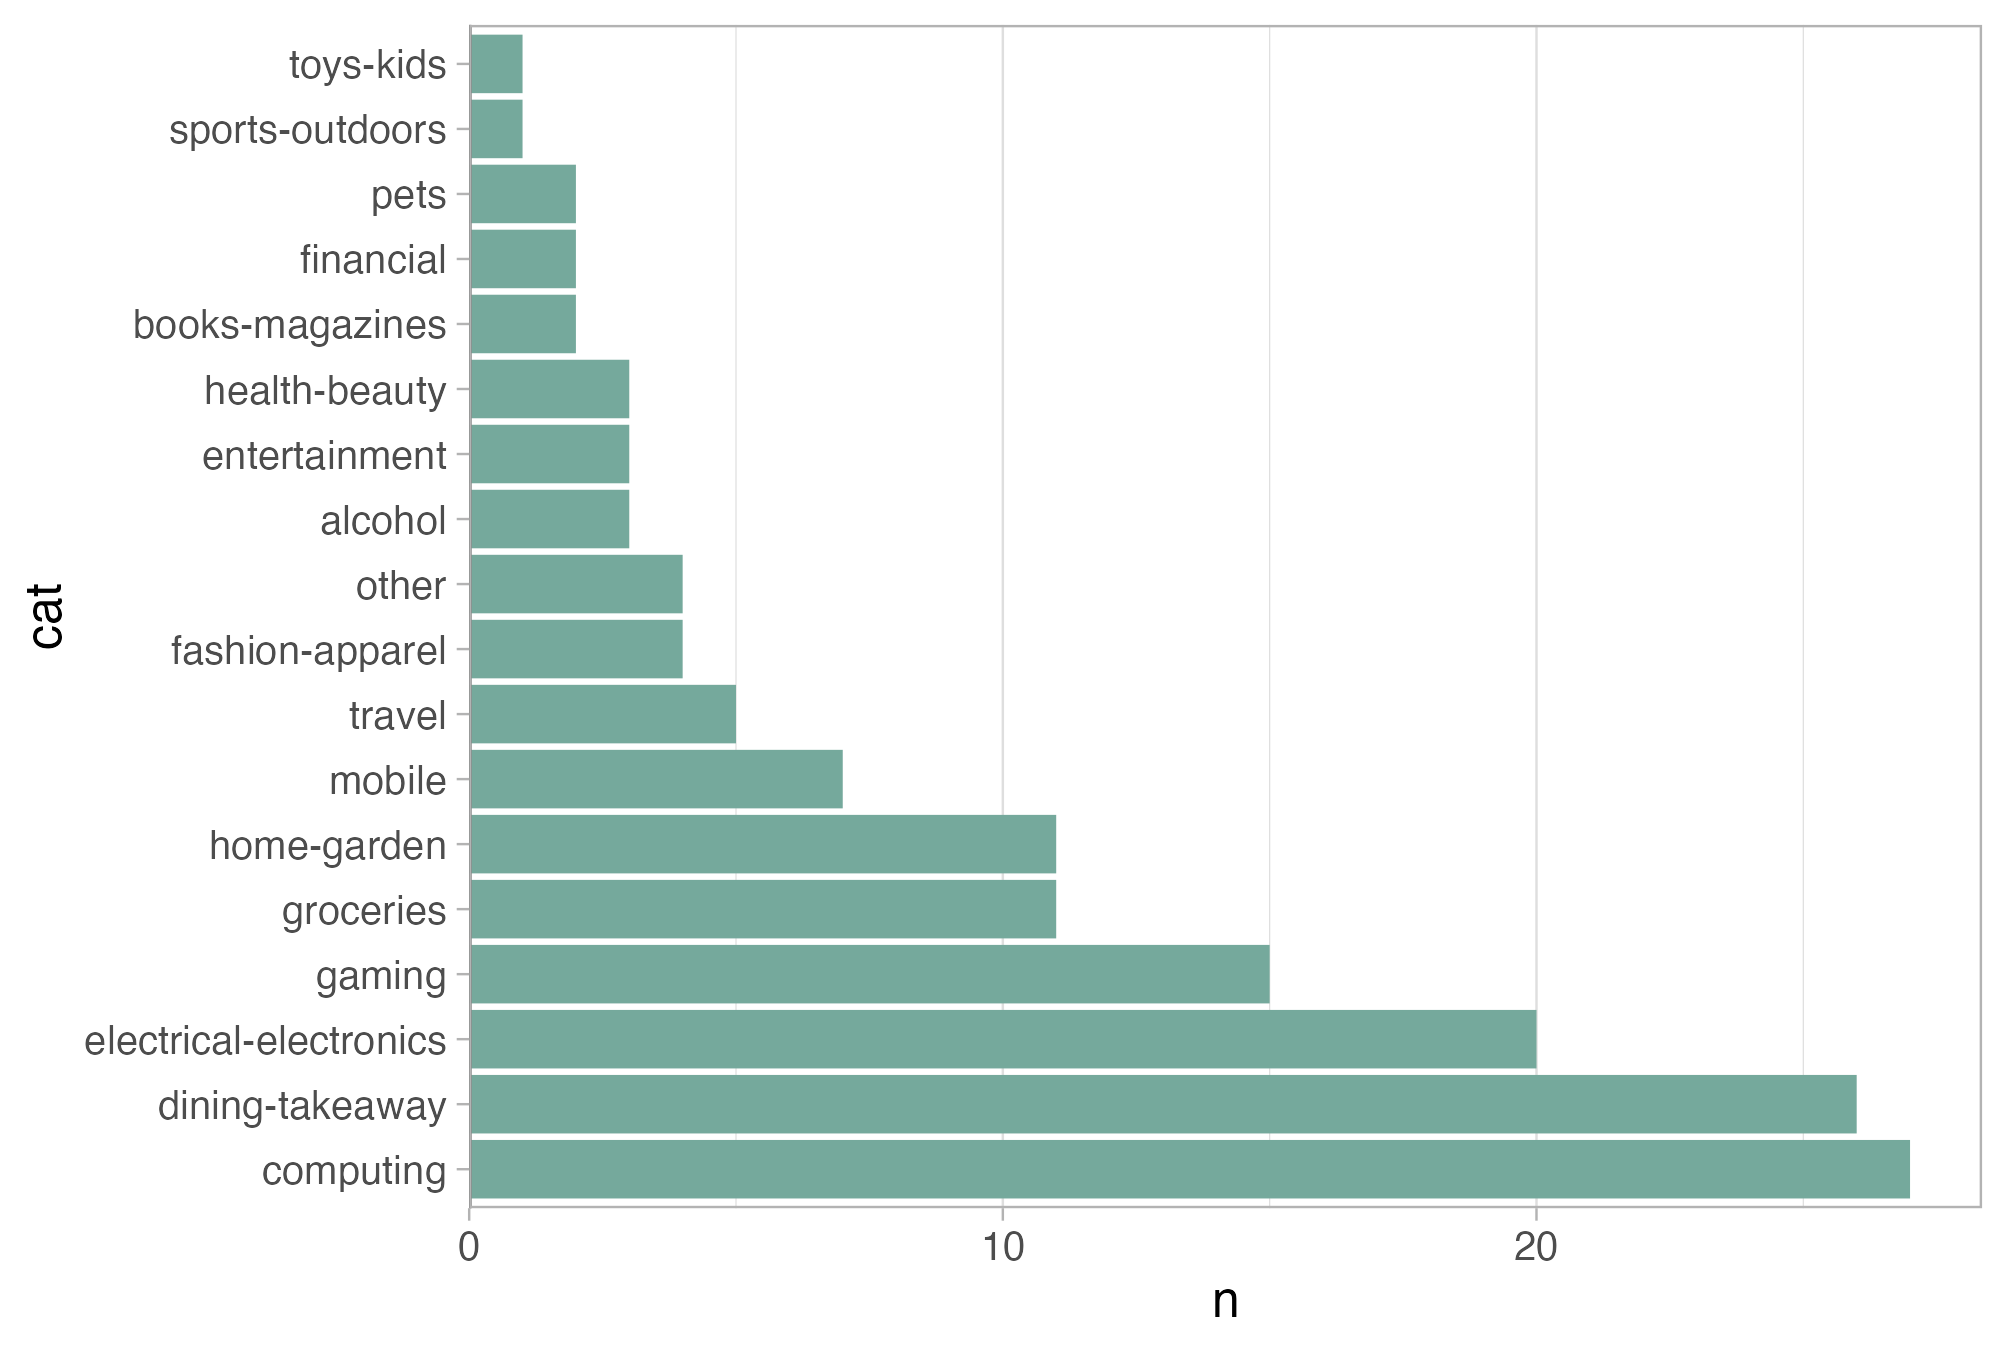 toys-kids
sports-outdoors
pets
financial
books-magazines
health-beauty
entertainment
alcohol
other
fashion-apparel
travel
mobile
home-garden
groceries
gaming
electrical-electronics
dining-takeaway
computing
cat
0 10 20
n